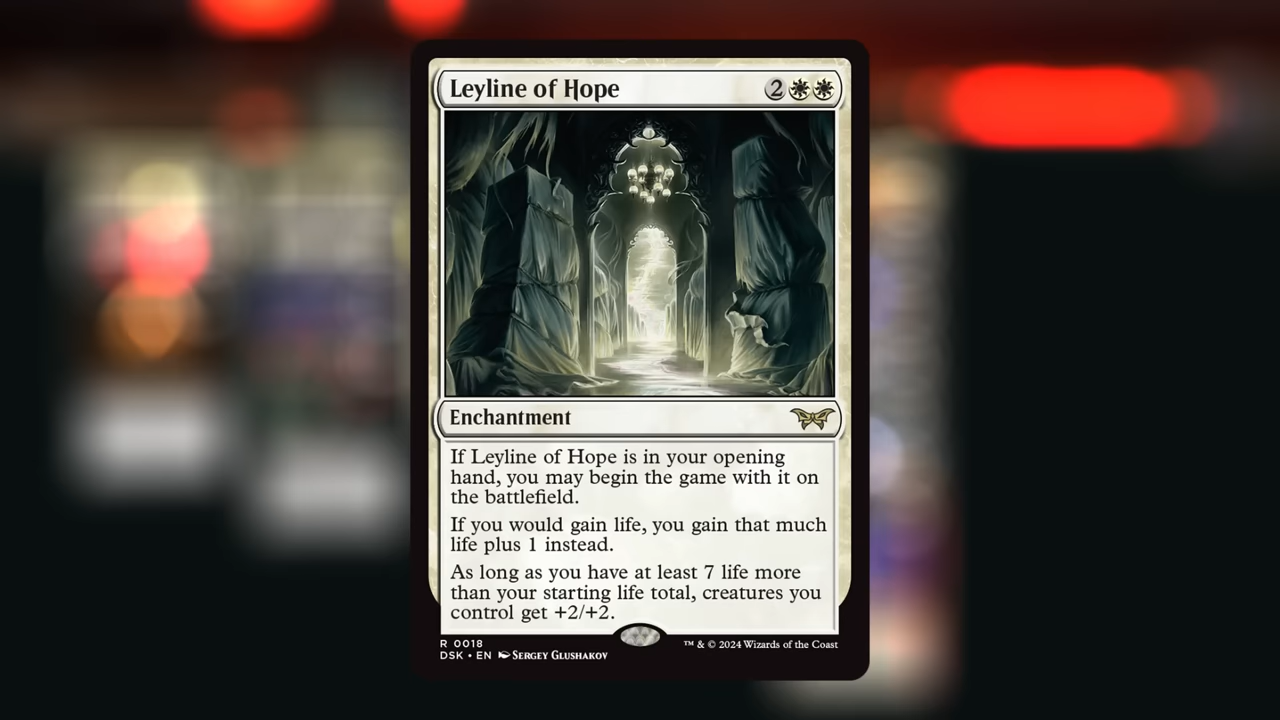 Leyline of Hope 2
Enchantment
If Leyline of Hope is in your opening
hand, you may begin the game with it on
the battlefield.
If you would gain life, you gain that much
life plus 1 instead.
As long as you have at least 7 life more
than your starting life total, creatures you
control get +2/+2.
R 0018
DSK • EN Sergey Glushakov
™ & © 2024 Wizards of the Coast